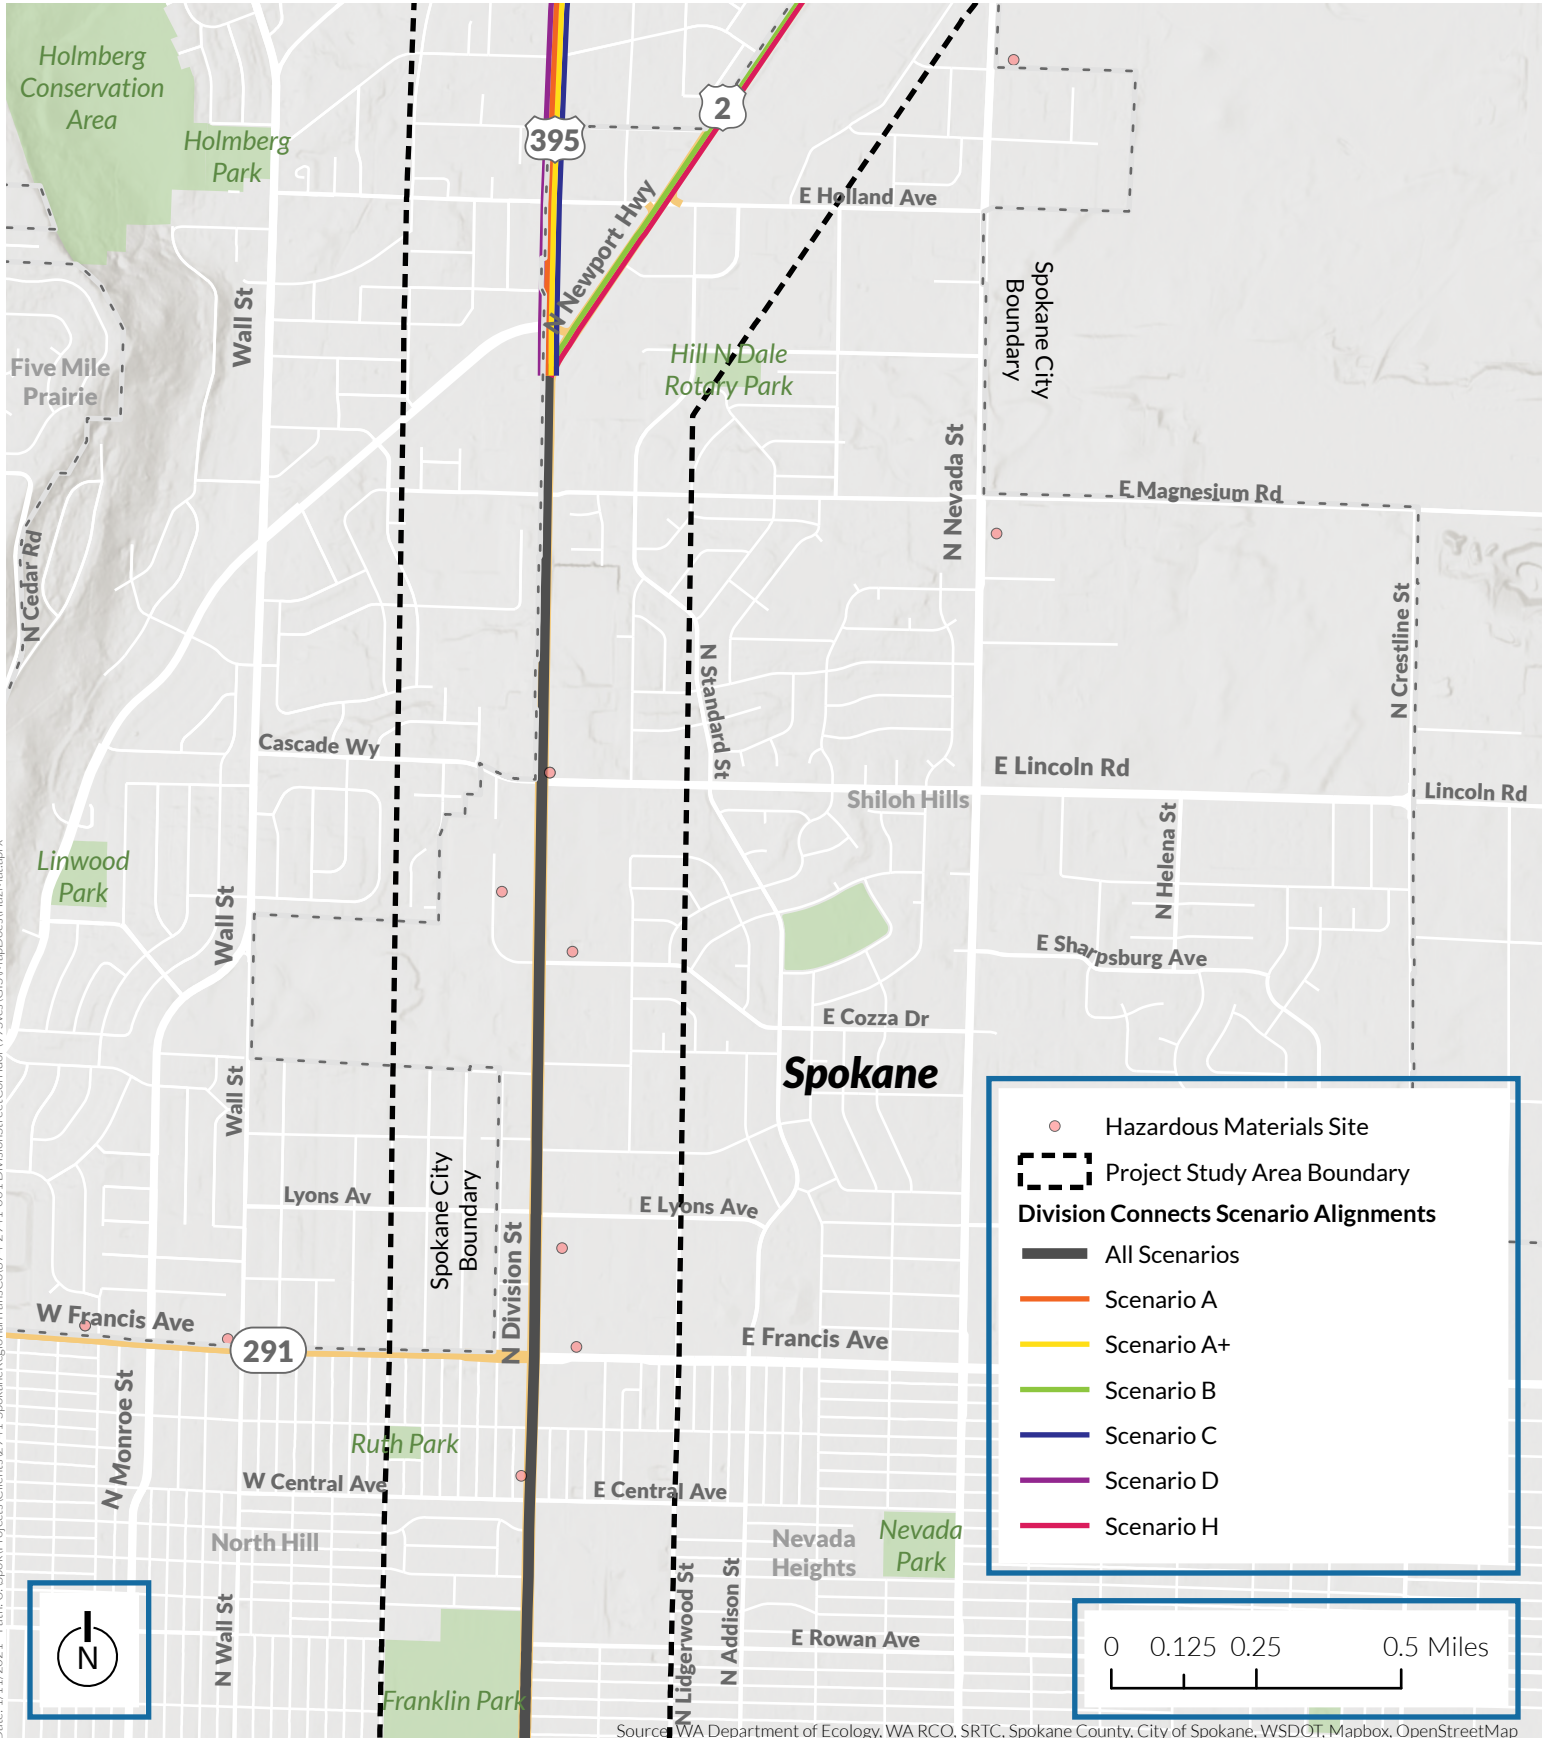 Holmberg
Conservation
Area
Holmberg
Park
395
2
E Holland Ave
N Newport Hwy
Wall St
Spokane City
Boundary
Five Mile
Prairie
Hill N Dale
Rotary Park
N Nevada St
E Magnesium Rd
N Cedar Rd
N Crestline St
N Standard St
Cascade Wy
E Lincoln Rd
Lincoln Rd
Shiloh Hills
N Helena St
Linwood
Park
Wall St
E Sharpsburg Ave
E Cozza Dr
Spokane
Wall St
Spokane City
Boundary
Lyons Av
E Lyons Ave
N Division St
W Francis Ave
291
E Francis Ave
N Monroe St
Ruth Park
W Central Ave
E Central Ave
North Hill
Nevada
Heights
Nevada
Park
N Wall St
N Lidgerwood St
N Addison St
E Rowan Ave
Franklin Park
Hazardous Materials Site
Project Study Area Boundary
Division Connects Scenario Alignments
All Scenarios
Scenario A
Scenario A+
Scenario B
Scenario C
Scenario D
Scenario H
N
0 0.125 0.25 0.5 Miles
Source: WA Department of Ecology, WA RCO, SRTC, Spokane County, City of Spokane, WSDOT, Mapbox, OpenStreetMap